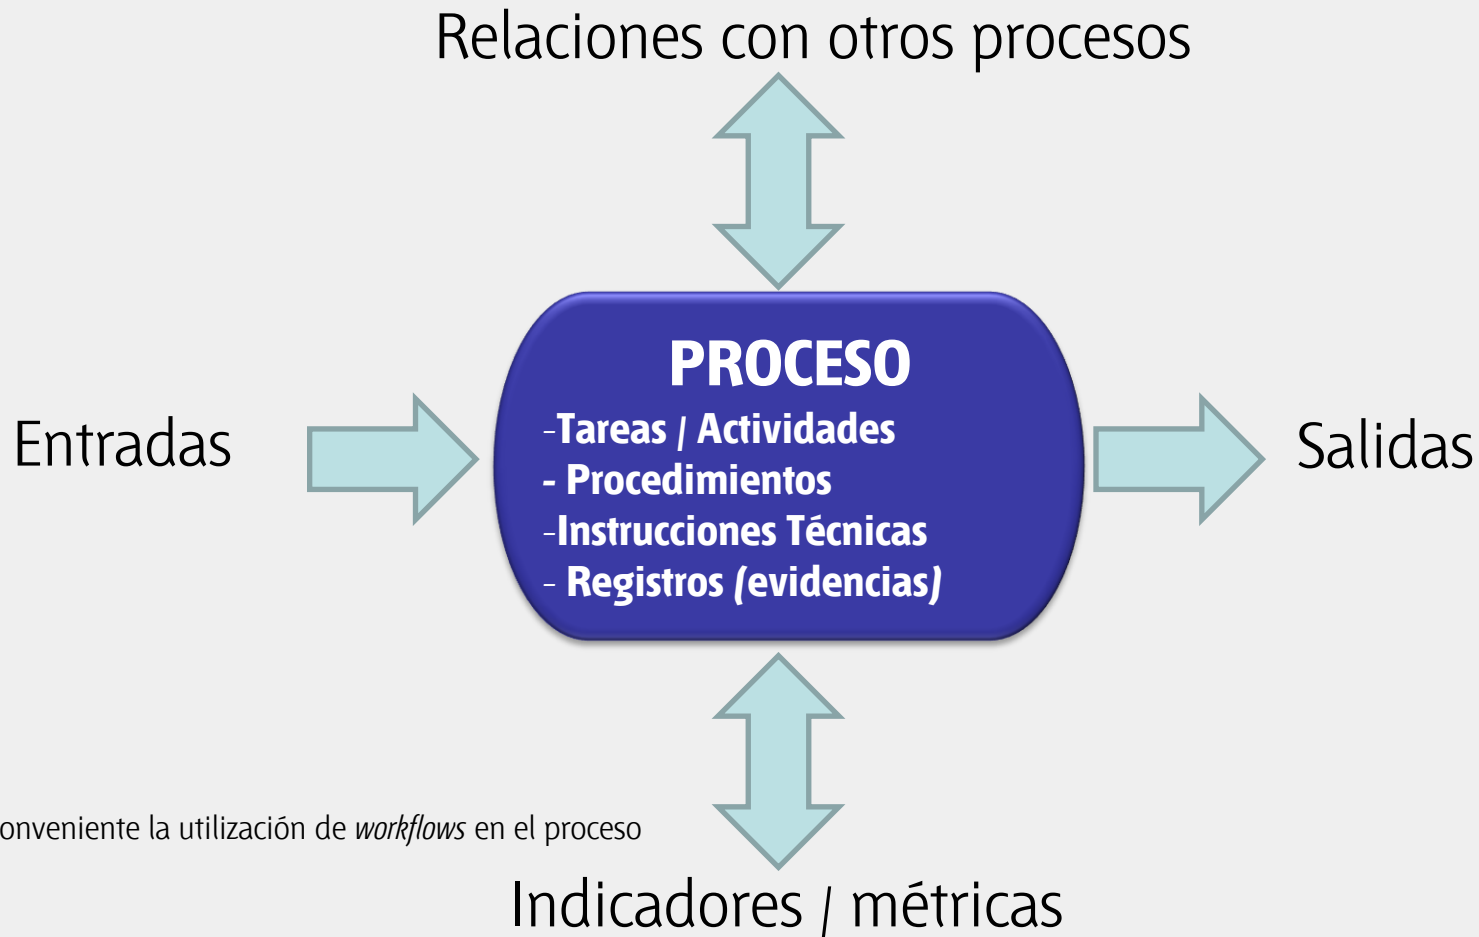 Relaciones con otros procesos
PROCESO
-Tareas / Actividades
- Procedimientos
-Instrucciones Técnicas
- Registros (evidencias)
Entradas
Salidas
onveniente la utilización de workflows en el proceso
Indicadores / métricas